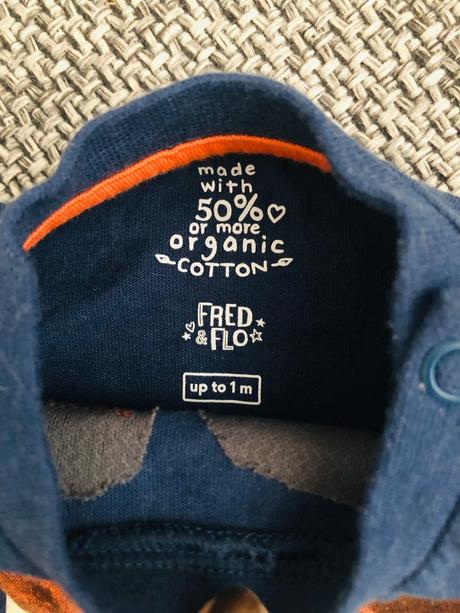 made
with
50%♡
or more
organic
COTTON
FRED
&FLO
up to 1 m